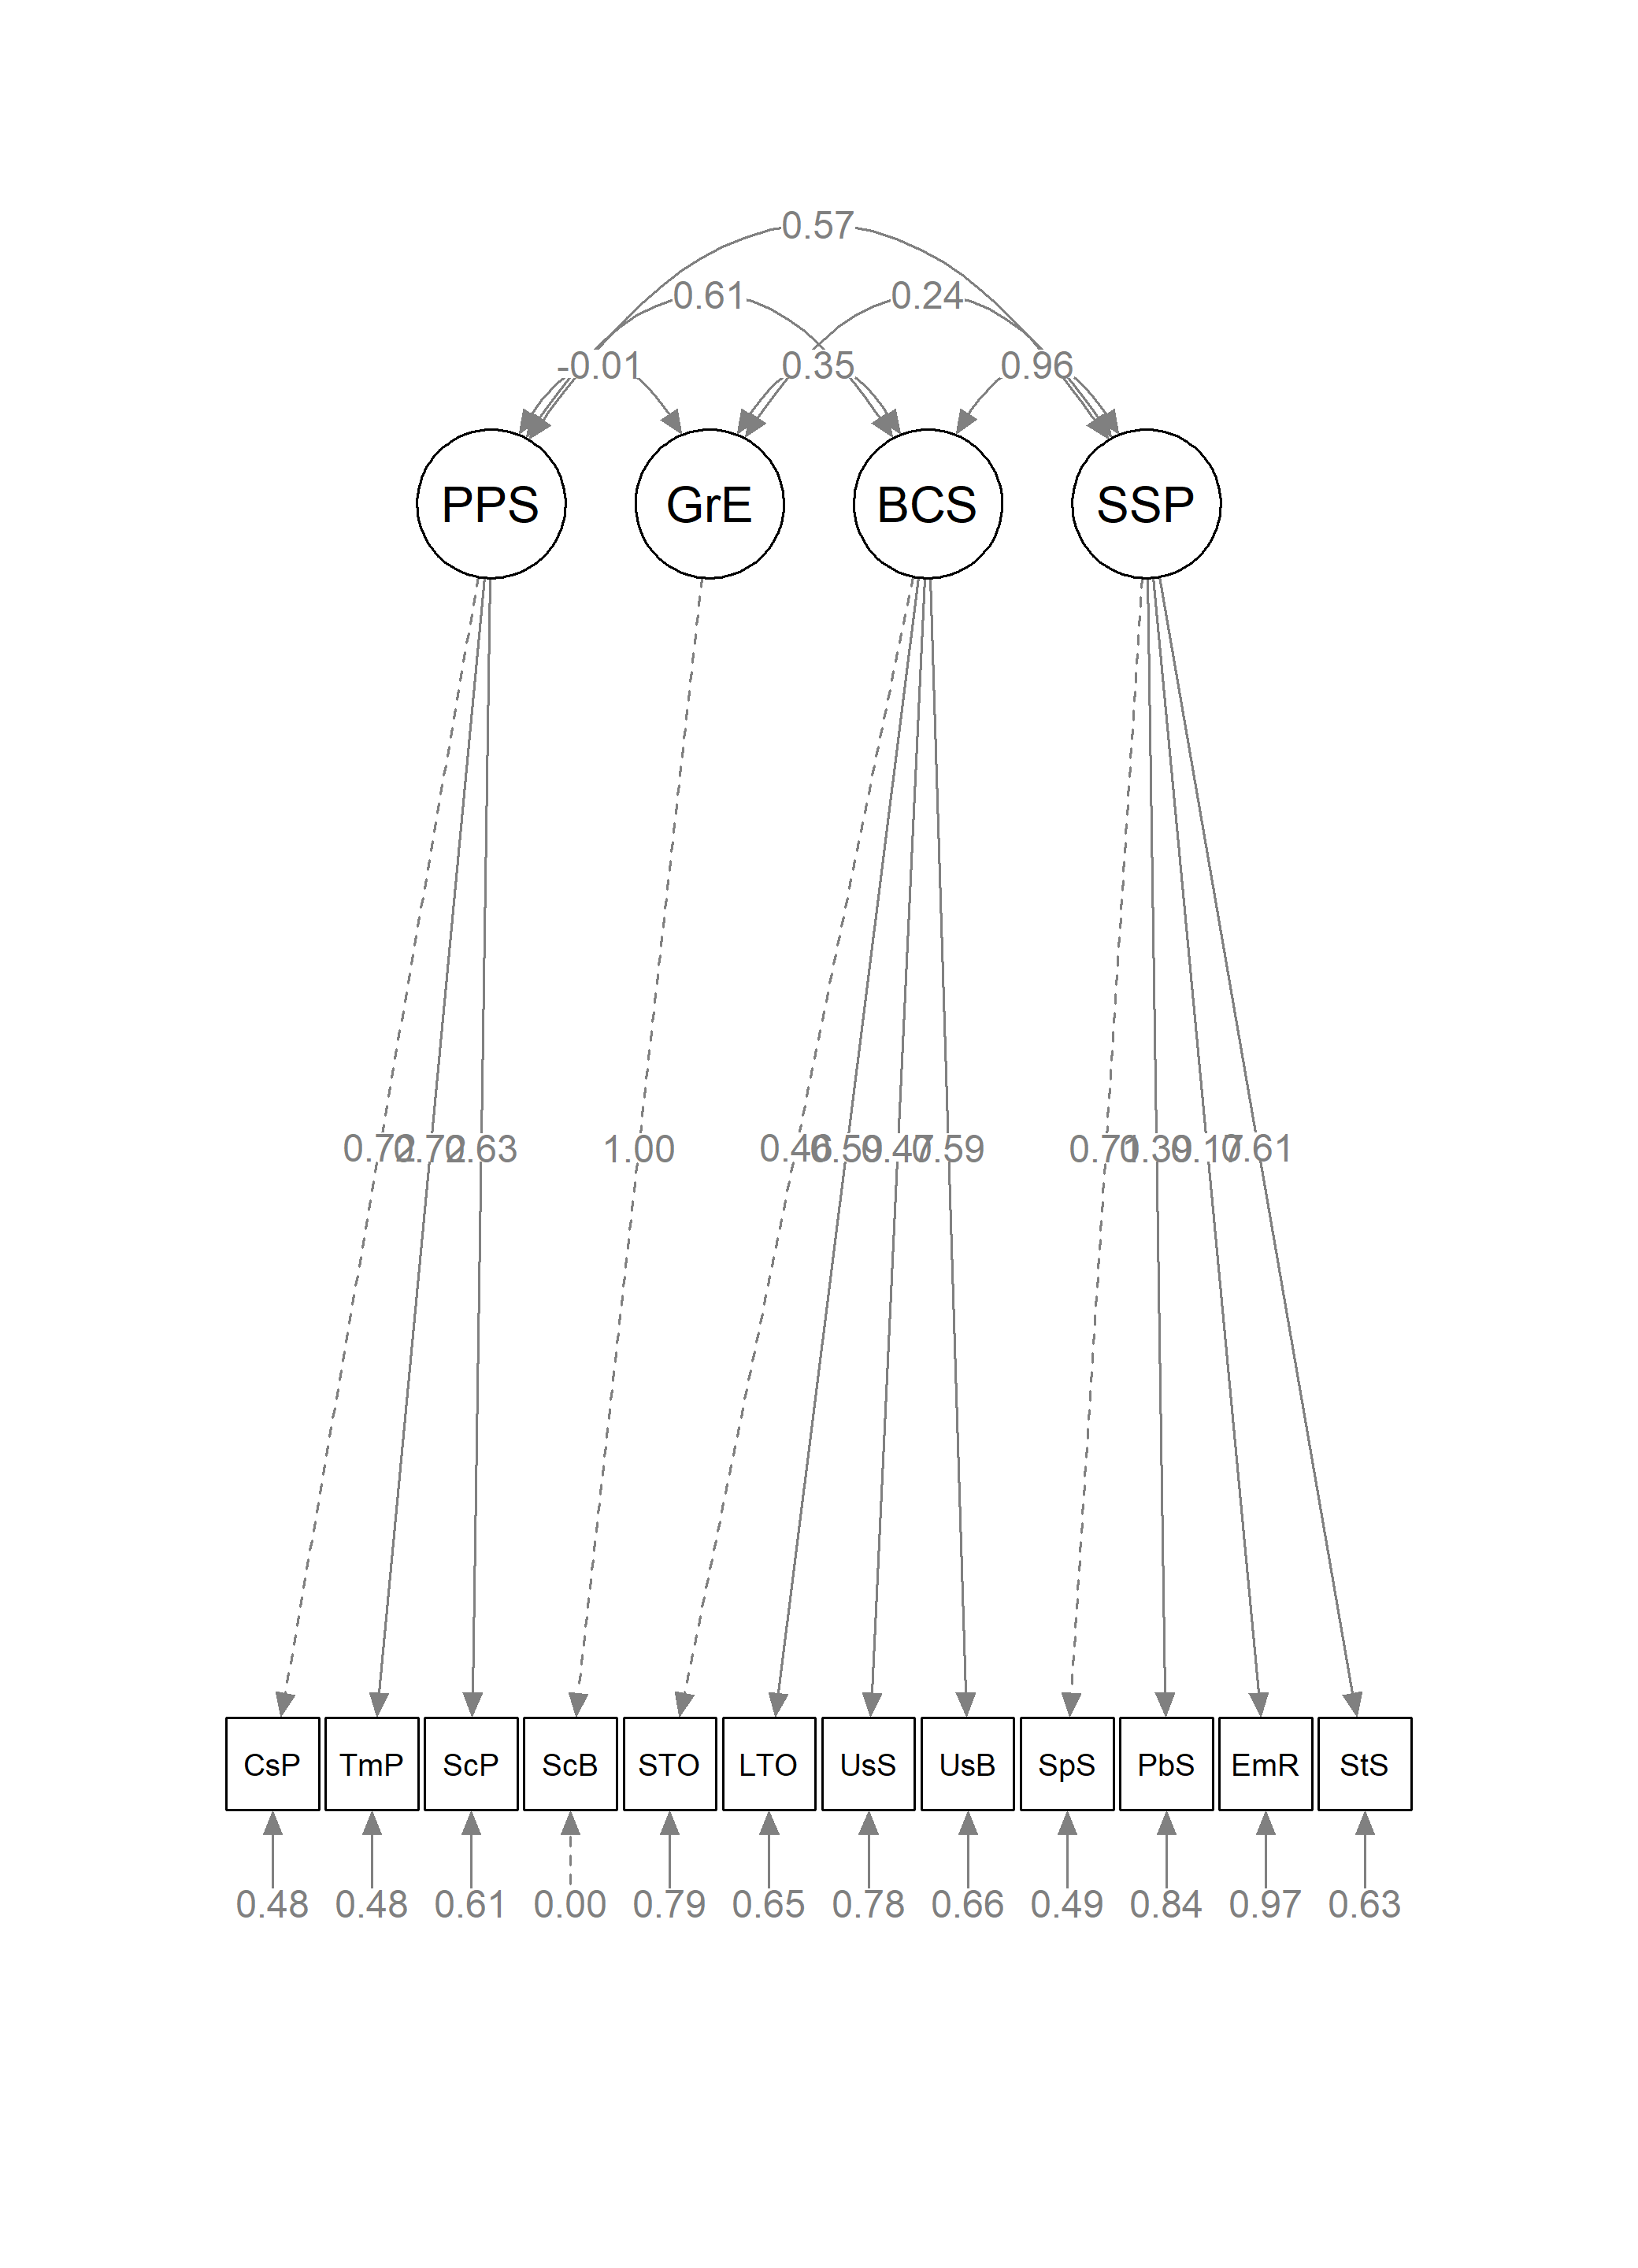 0.57
0.61 0.24
-0.01 0.35 0.96
PPS GrE BCS SSP
0.72 0.72 0.63 1.00 0.46 0.59 0.47 0.59 0.71 0.39 0.17 0.61
CsP TmP ScP ScB STO LTO UsS UsB SpS PbS EmR StS
0.48 0.48 0.61 0.00 0.79 0.65 0.78 0.66 0.49 0.84 0.97 0.63